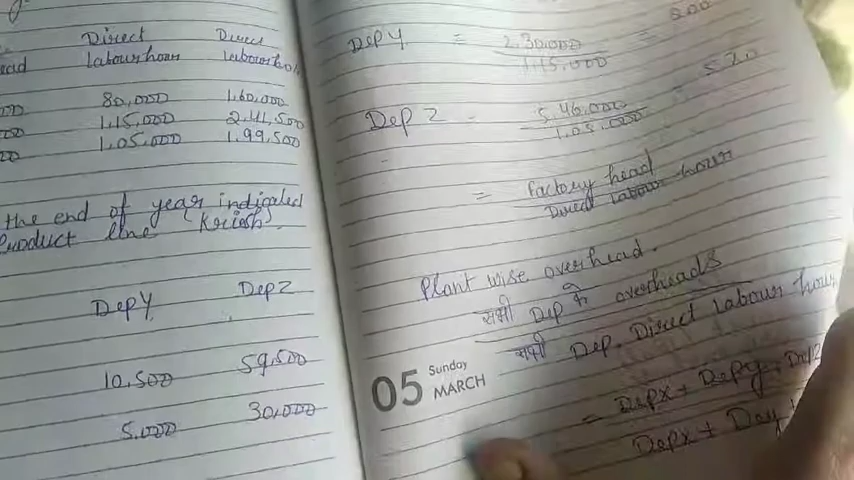 Direct Direct
ead Labour hour Labour
80,000 1,60,000
1,15,000 2,41,500
1,05,000 1,99,500
the end of year indicated
Product line (Krish)
Dep Y Dep Z
10,500 59,500
5,000 30,000
Dep Y = 2,30,000
1,15,000 =
Dep Z = 5,46,000
1,05,000 = 520
= Factory head
Direct labour hour
Plant wise overhead.
सभी Dep के overheads
सभी Dep. Direct Labour hour
05 Sunday
MARCH
= Dep X + Dep Y + Dep Z
Dep X +